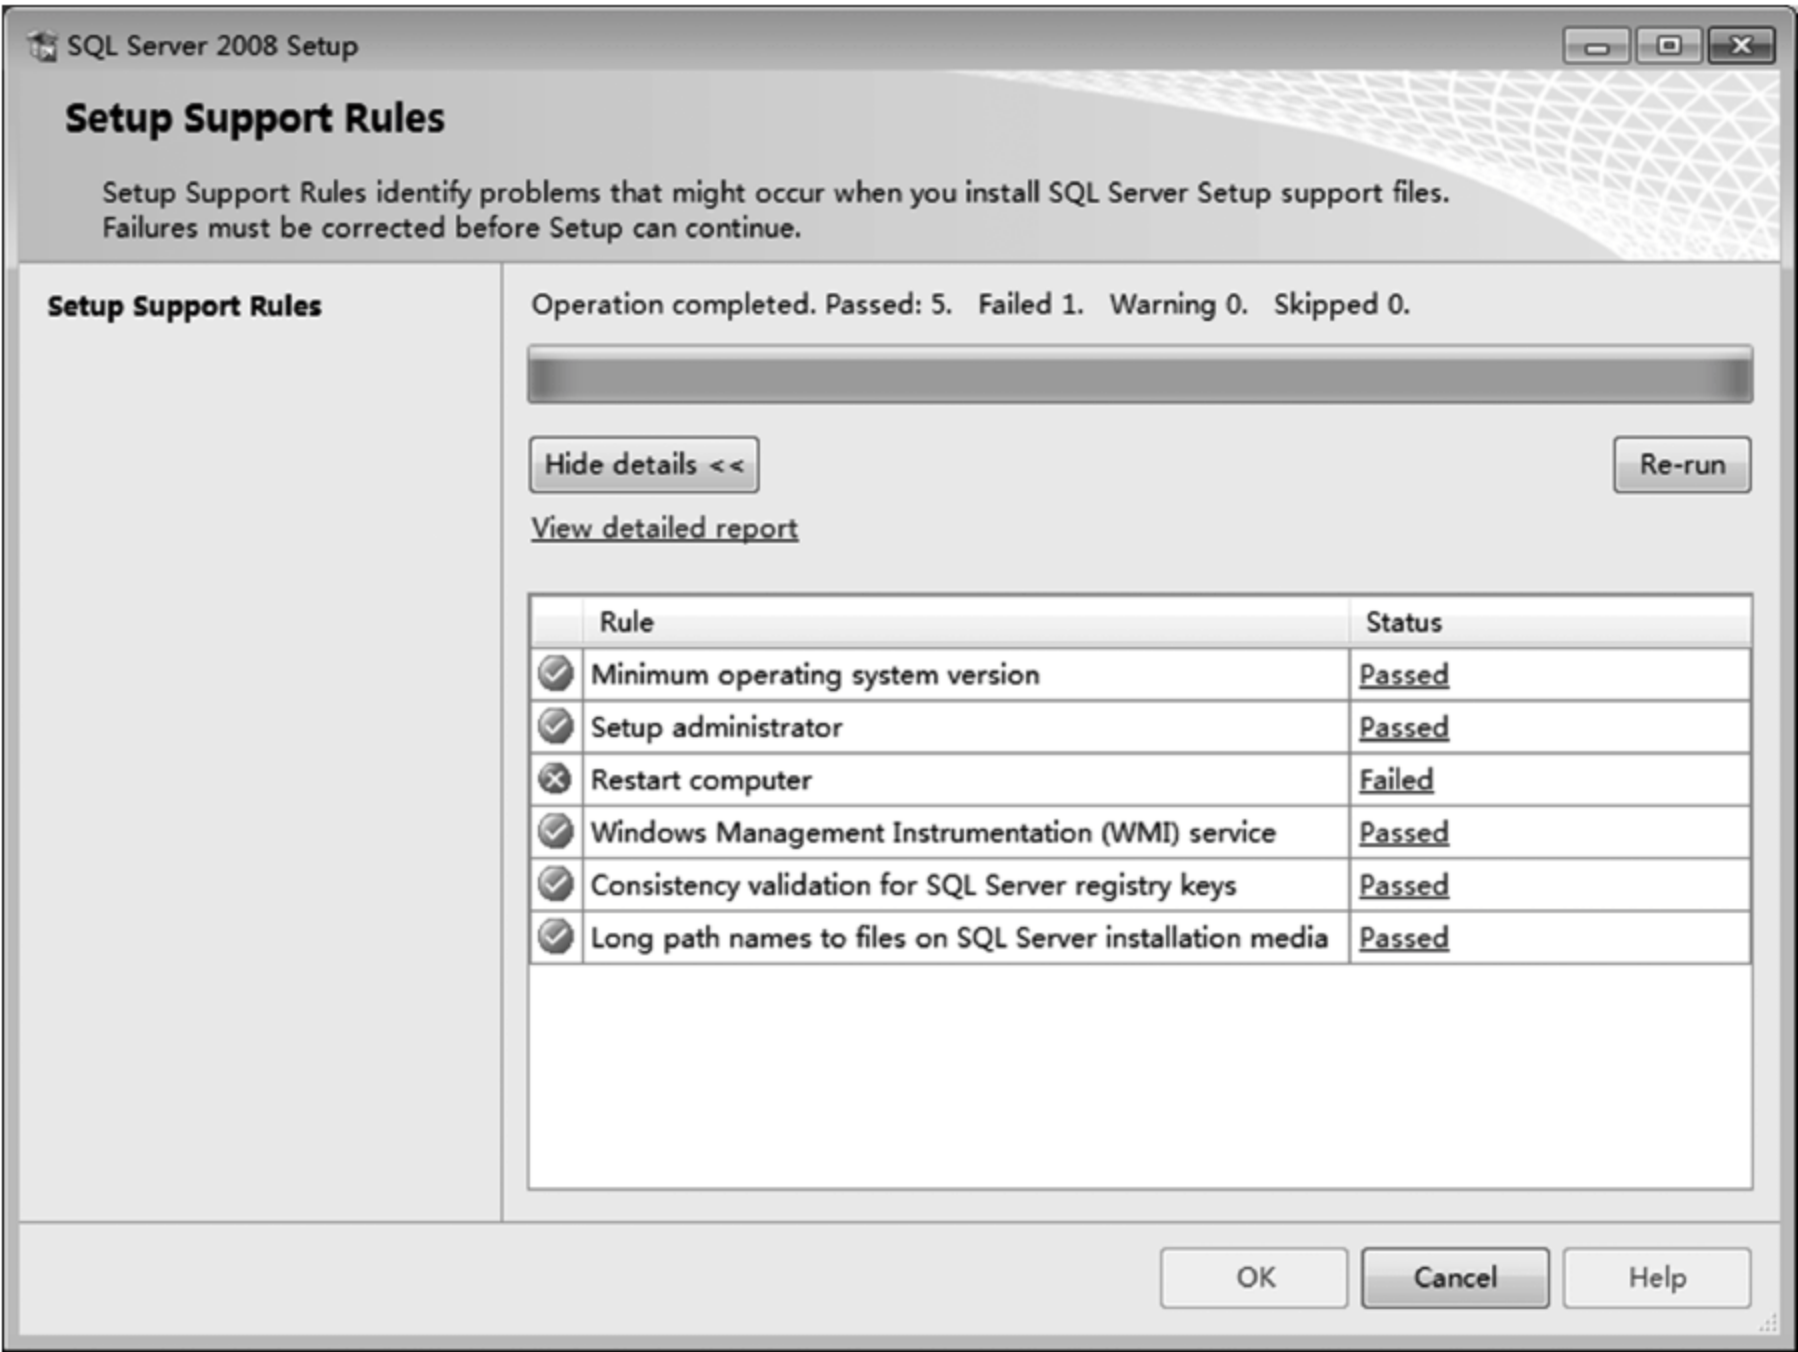 SQL Server 2008 Setup
Setup Support Rules
Setup Support Rules identify problems that might occur when you install SQL Server Setup support files.
Failures must be corrected before Setup can continue.
Setup Support Rules
Operation completed. Passed: 5.   Failed 1.   Warning 0.   Skipped 0.
Hide details <<
Re-run
View detailed report
Rule Status
Minimum operating system version Passed
Setup administrator Passed
Restart computer Failed
Windows Management Instrumentation (WMI) service Passed
Consistency validation for SQL Server registry keys Passed
Long path names to files on SQL Server installation media Passed
OK Cancel Help